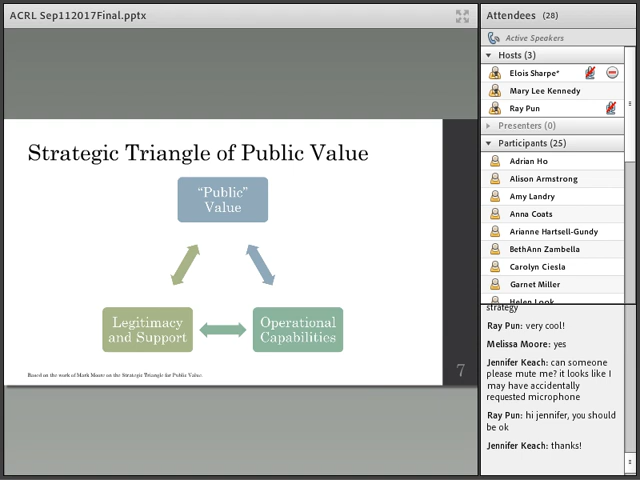 ACRL Sep112017Final.pptx
Strategic Triangle of Public Value
“Public”
Value
Legitimacy
and Support
Operational
Capabilities
Based on the work of Mark Moore on the Strategic Triangle for Public Value.
7
Attendees (28)
Active Speakers
Hosts (3)
Elois Sharpe*
Mary Lee Kennedy
Ray Pun
Presenters (0)
Participants (25)
Adrian Ho
Alison Armstrong
Amy Landry
Anna Coats
Arianne Hartsell-Gundy
BethAnn Zambella
Carolyn Ciesla
Garnet Miller
Helen Look
strategy
Ray Pun: very cool!
Melissa Moore: yes
Jennifer Keach: can someone
please mute me? it looks like I
may have accidentally
requested microphone
Ray Pun: hi jennifer, you should
be ok
Jennifer Keach: thanks!